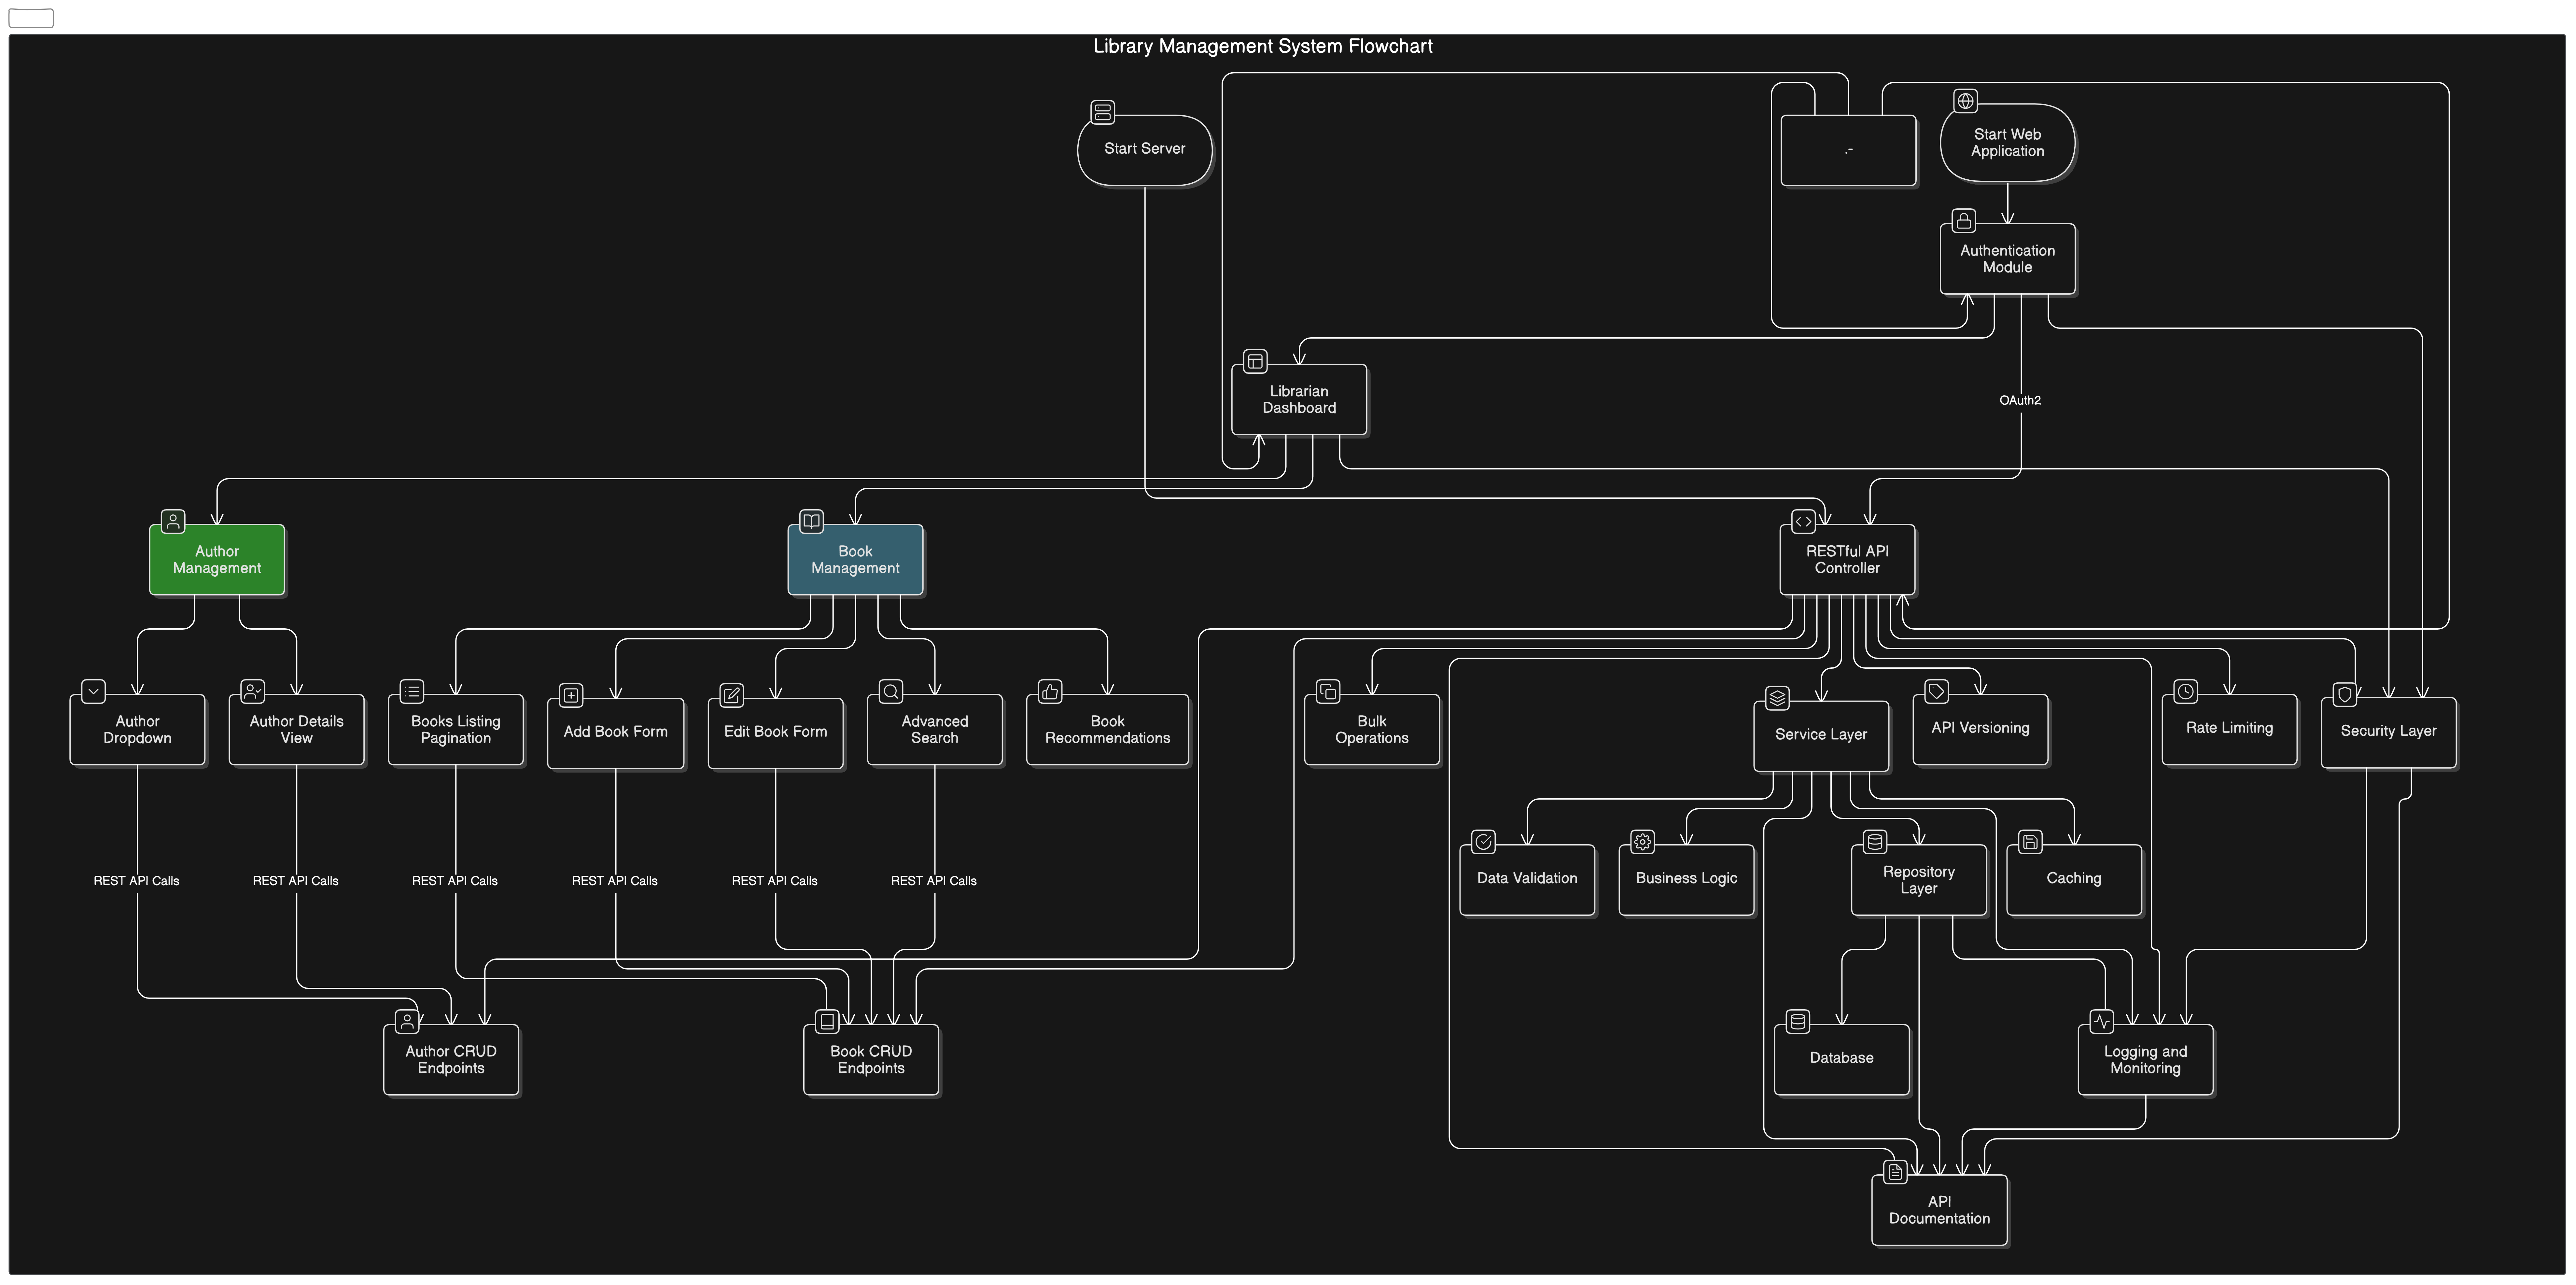 Library Management System Flowchart
Start Server
.-
Start Web
Application
Authentication
Module
Librarian
Dashboard
OAuth2
Author
Management
Book
Management
RESTful API
Controller
Author
Dropdown
Author Details
View
Books Listing
Pagination
Add Book Form
Edit Book Form
Advanced
Search
Book
Recommendations
Bulk
Operations
Service Layer
API Versioning
Rate Limiting
Security Layer
REST API Calls
REST API Calls
REST API Calls
REST API Calls
REST API Calls
REST API Calls
Data Validation
Business Logic
Repository
Layer
Caching
Author CRUD
Endpoints
Book CRUD
Endpoints
Database
Logging and
Monitoring
API
Documentation